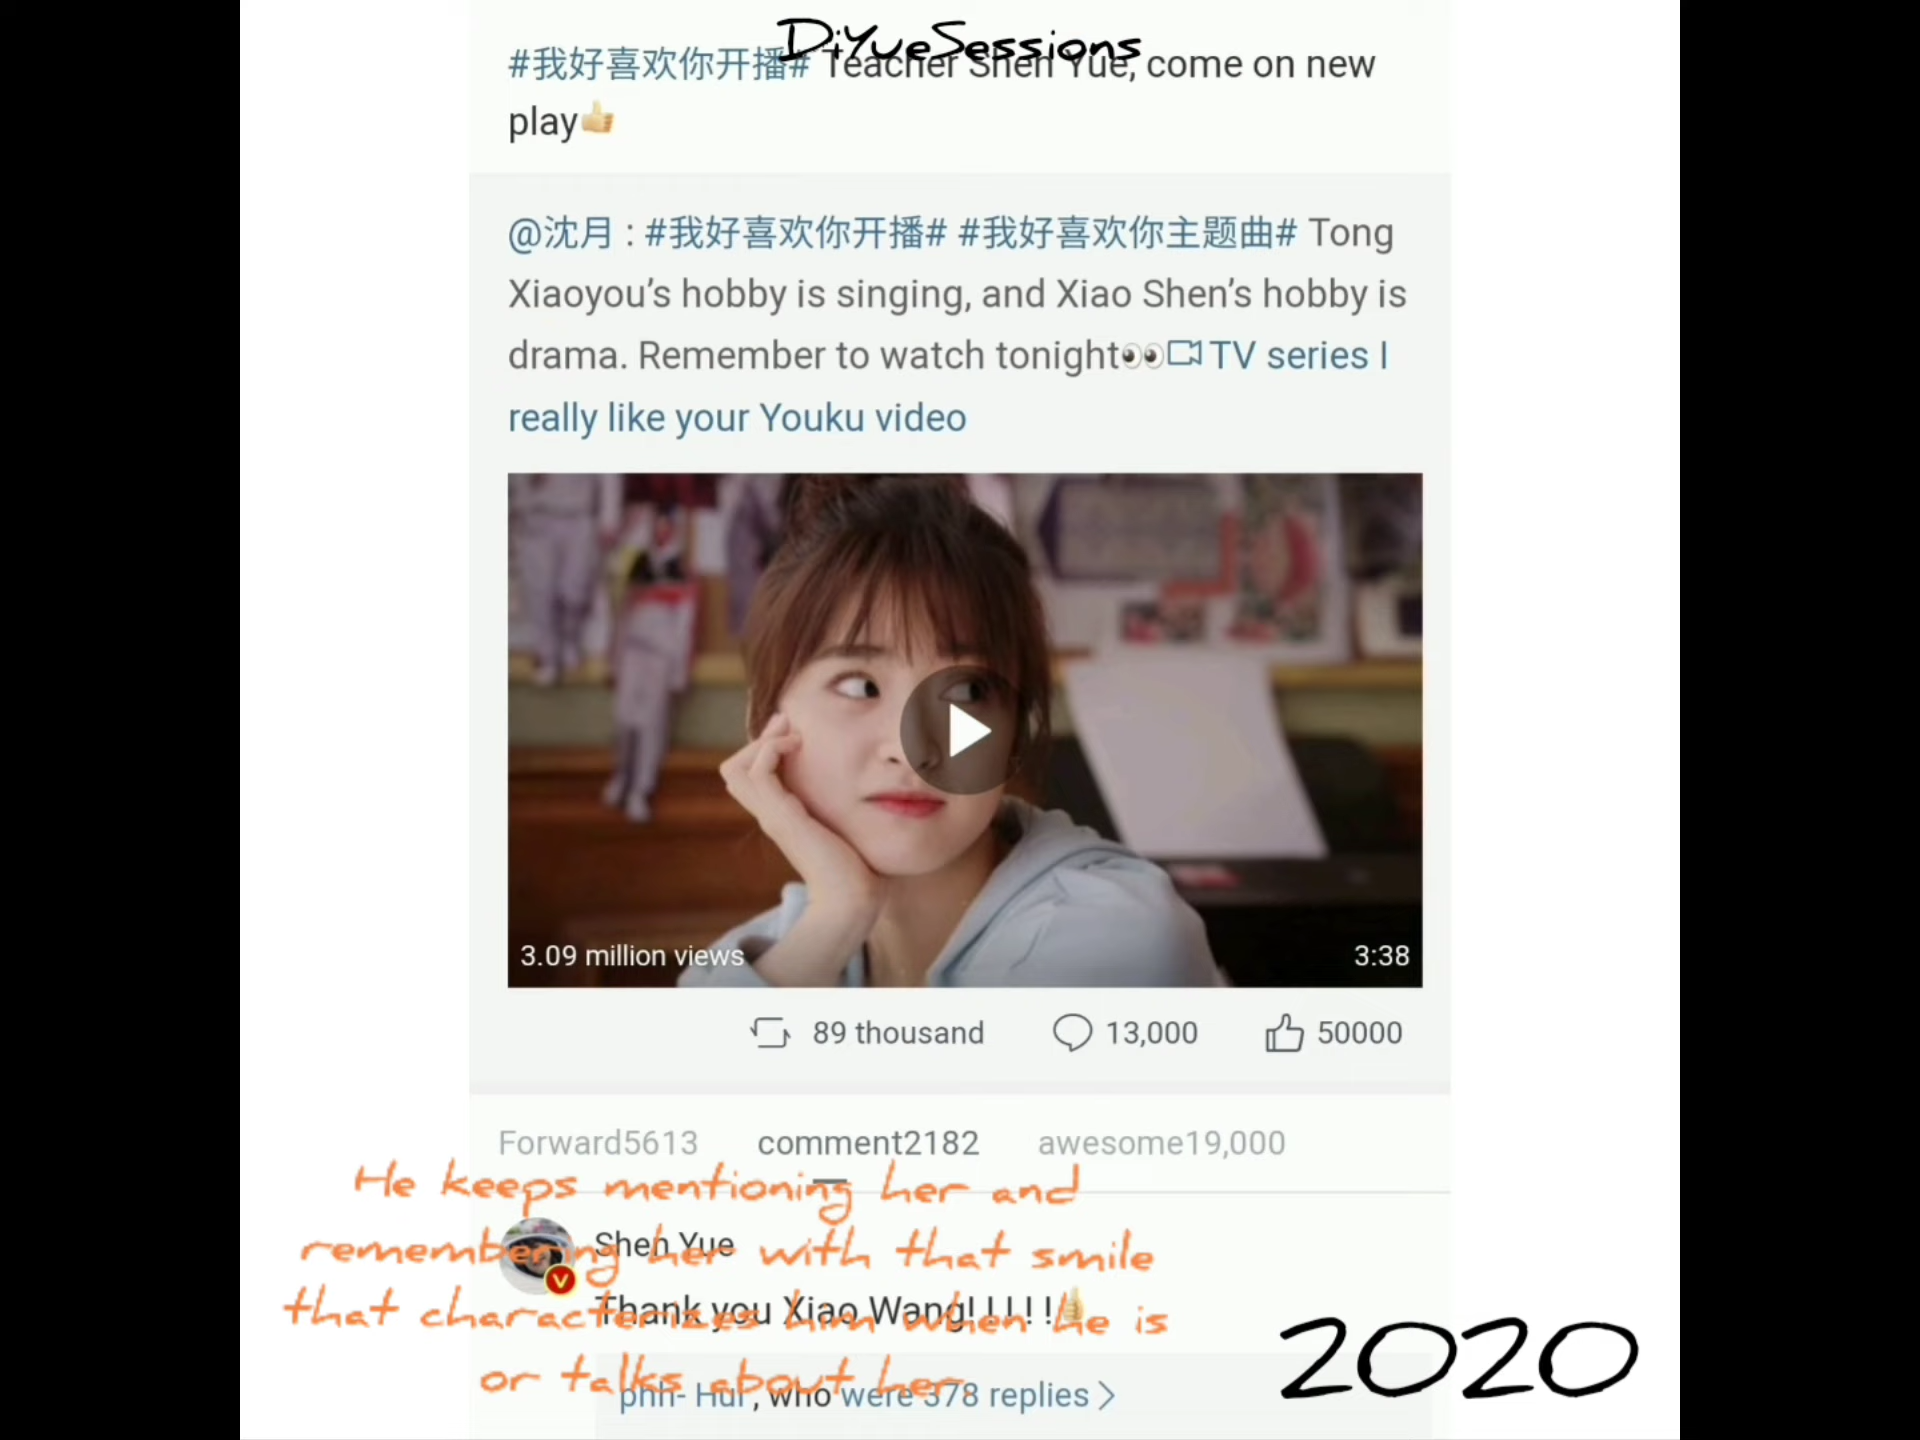 DiYueSessions
#我好喜欢你开播# Teacher Shen Yue, come on new
play
@沈月 : #我好喜欢你开播# #我好喜欢你主题曲# Tong
Xiaoyou's hobby is singing, and Xiao Shen's hobby is
drama. Remember to watch tonight TV series I
really like your Youku video
3.09 million views 3:38
89 thousand 13,000 50000
Forward5613 comment2182 awesome19,000
He keeps mentioning her and
remembering her with that smile
that characterizes him when he is
or talks about her.
Shen Yue
Thank you Xiao Wang! ! ! ! !
phh- Hui, who were 378 replies >
2020